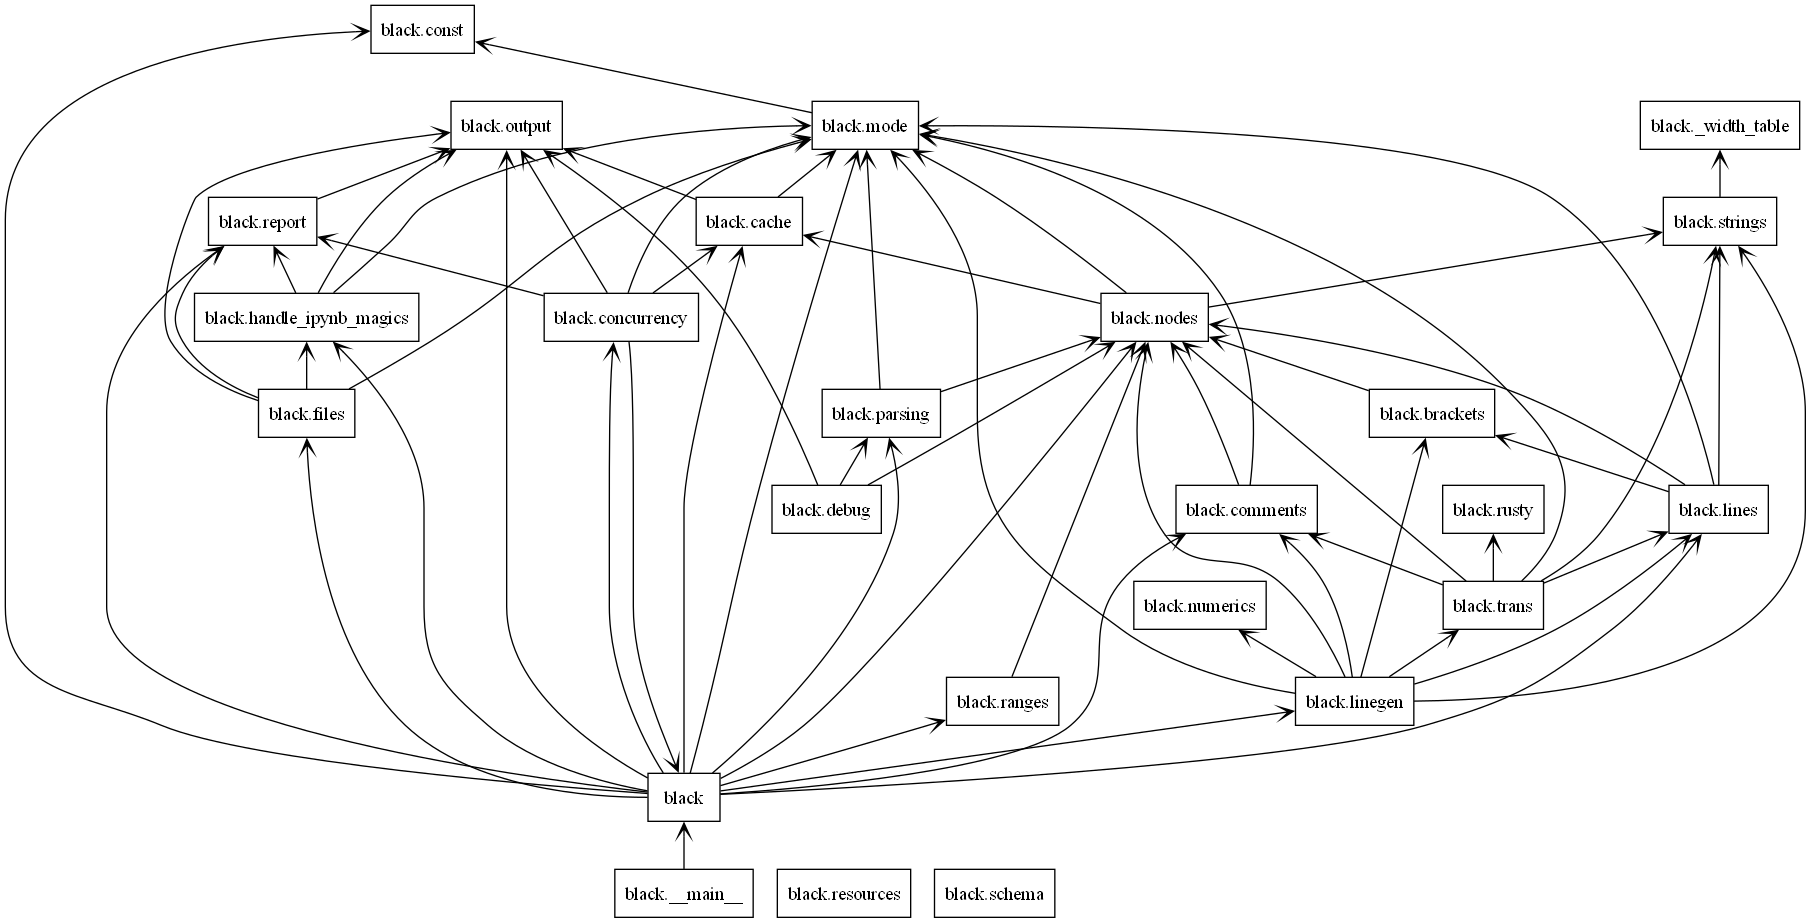 black.const
black.output
black.mode
black._width_table
black.report
black.cache
black.strings
black.handle_ipynb_magics
black.concurrency
black.nodes
black.files
black.parsing
black.brackets
black.debug
black.comments
black.rusty
black.lines
black.numerics
black.trans
black.ranges
black.linegen
black
black.__main__
black.resources
black.schema